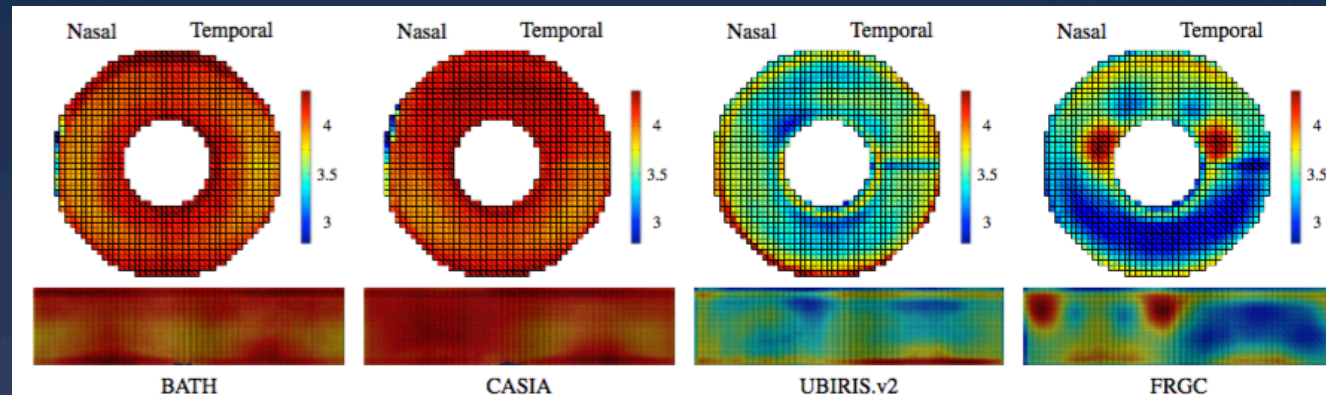 Nasal Temporal Nasal Temporal Nasal Temporal Nasal Temporal
4 4 4 4
3.5 3.5 3.5 3.5
3 3 3 3
BATH CASIA UBIRIS.v2 FRGC